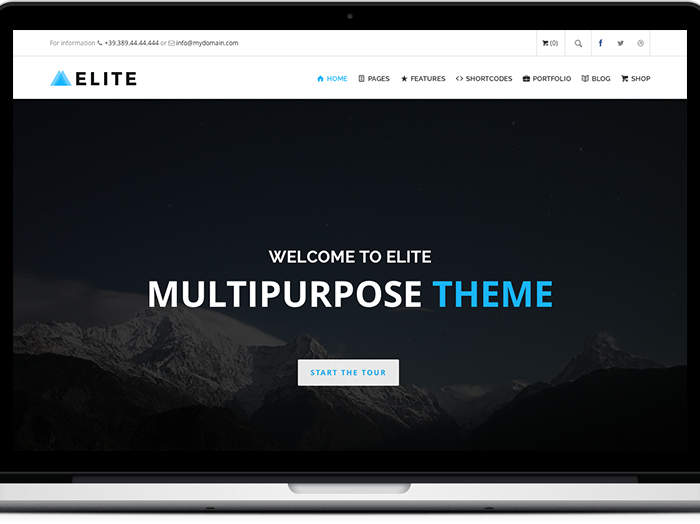 For information +39.389.44.44.444 or info@mydomain.com (0)
ELITE HOME PAGES FEATURES SHORTCODES PORTFOLIO BLOG SHOP
WELCOME TO ELITE
MULTIPURPOSE THEME
START THE TOUR